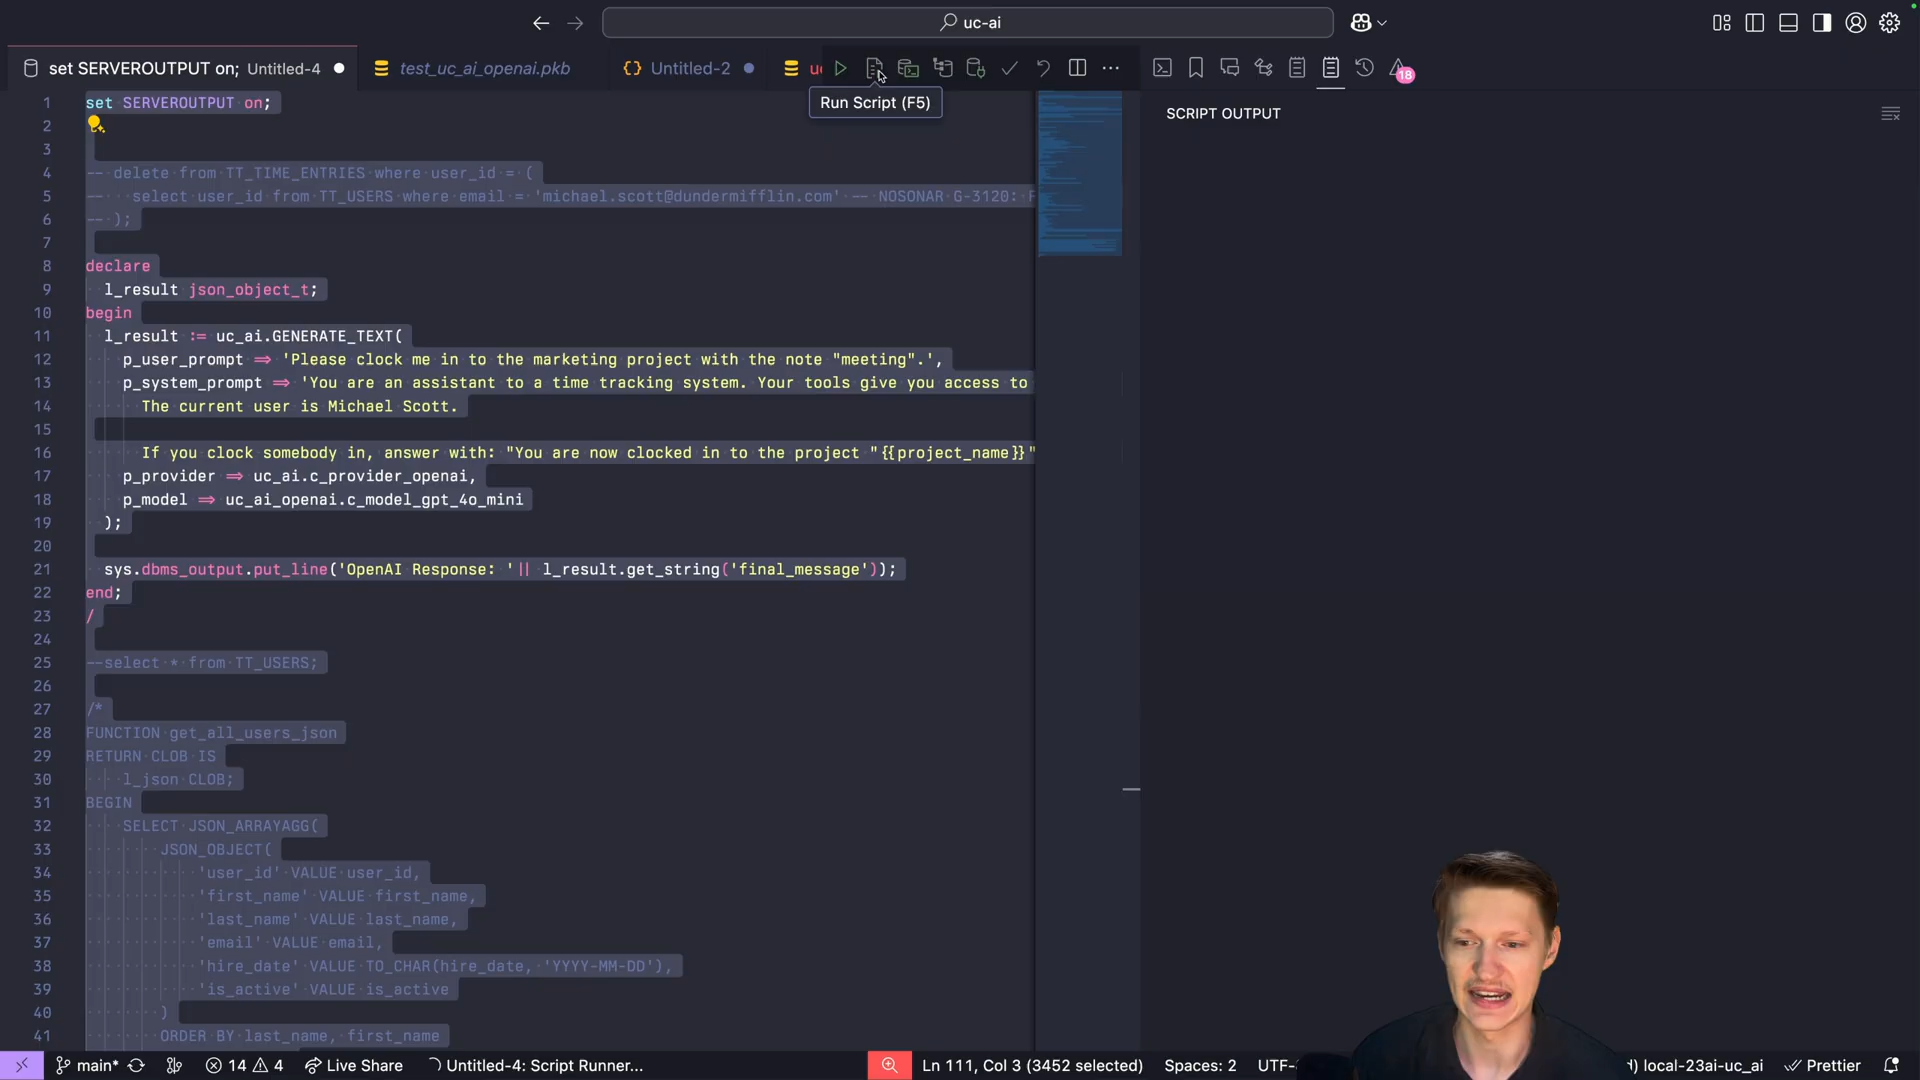 uc-ai
set SERVEROUTPUT on; Untitled-4
test_uc_ai_openai.pkb
Untitled-2
uc
18
Run Script (F5)
SCRIPT OUTPUT
1 set SERVEROUTPUT on;
2
3
4 -- delete from TT_TIME_ENTRIES where user_id = (
5 -- select user_id from TT_USERS where email = 'michael.scott@dundermifflin.com' -- NOSONAR G-3120: F
6 -- );
7
8 declare
9 l_result json_object_t;
10 begin
11 l_result := uc_ai.GENERATE_TEXT(
12 p_user_prompt => 'Please clock me in to the marketing project with the note "meeting".',
13 p_system_prompt => 'You are an assistant to a time tracking system. Your tools give you access to
14 The current user is Michael Scott.
15
16 If you clock somebody in, answer with: "You are now clocked in to the project "{{project_name}}"
17 p_provider => uc_ai.c_provider_openai,
18 p_model => uc_ai_openai.c_model_gpt_4o_mini
19 );
20
21 sys.dbms_output.put_line('OpenAI Response: '|| l_result.get_string('final_message'));
22 end;
23 /
24
25 --select * from TT_USERS;
26
27 /*
28 FUNCTION get_all_users_json
29 RETURN CLOB IS
30 l_json CLOB;
31 BEGIN
32 SELECT JSON_ARRAYAGG(
33 JSON_OBJECT(
34 'user_id' VALUE user_id,
35 'first_name' VALUE first_name,
36 'last_name' VALUE last_name,
37 'email' VALUE email,
38 'hire_date' VALUE TO_CHAR(hire_date, 'YYYY-MM-DD'),
39 'is_active' VALUE is_active
40 )
41 ORDER BY last_name, first_name
main* 14 4 Live Share Untitled-4: Script Runner... Ln 111, Col 3 (3452 selected) Spaces: 2 UTF- ) local-23ai-uc_ai Prettier